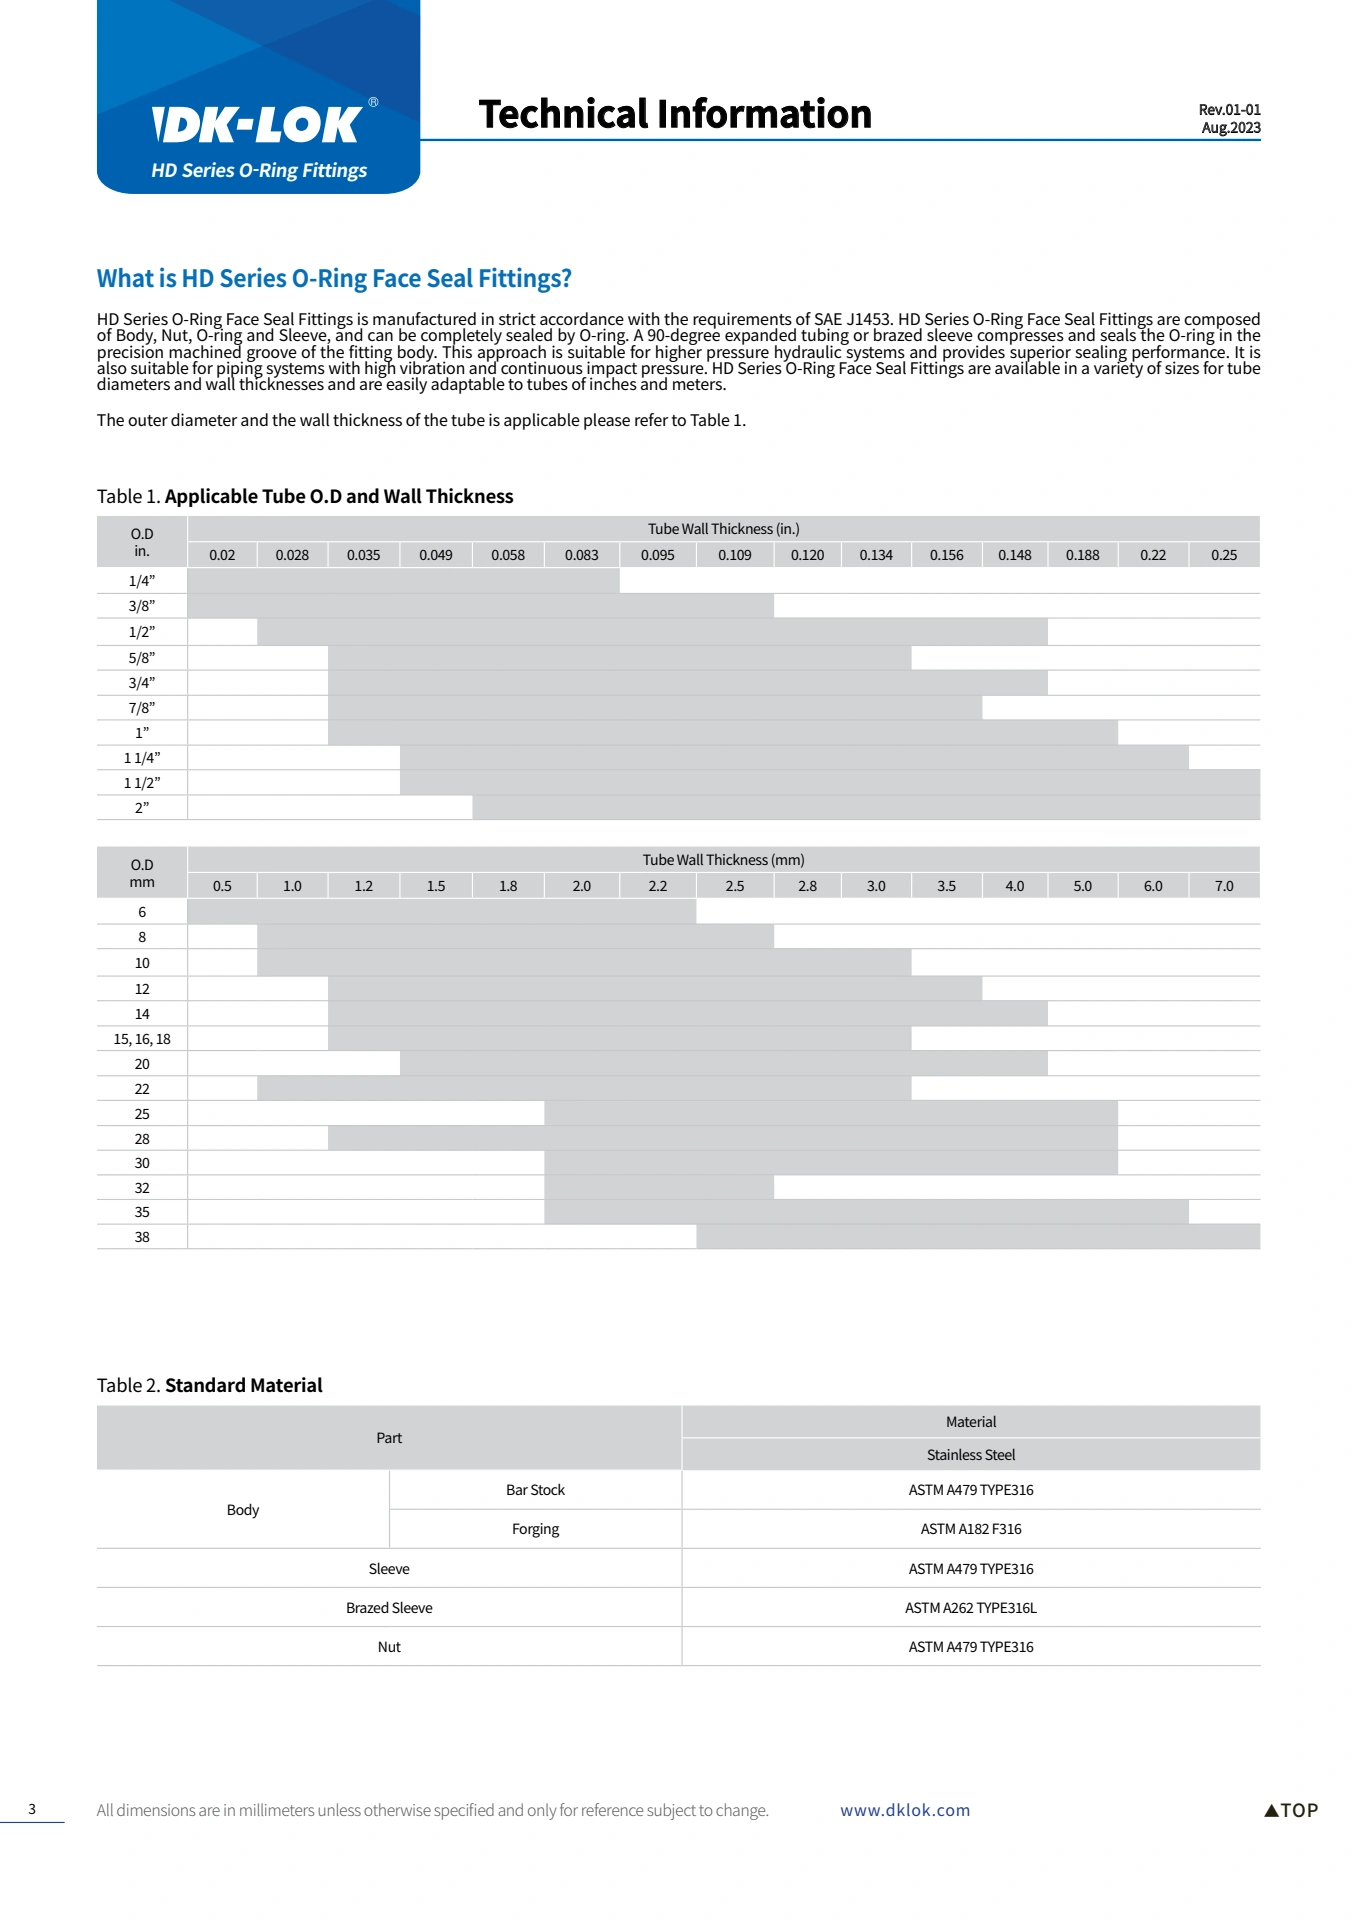 DK-LOK®
HD Series O-Ring Fittings
Technical Information
Rev.01-01
Aug.2023
What is HD Series O-Ring Face Seal Fittings?
HD Series O-Ring Face Seal Fittings is manufactured in strict accordance with the requirements of SAE J1453. HD Series O-Ring Face Seal Fittings are composed
of Body, Nut, O-ring and Sleeve, and can be completely sealed by O-ring. A 90-degree expanded tubing or brazed sleeve compresses and seals the O-ring in the
precision machined groove of the fitting body. This approach is suitable for higher pressure hydraulic systems and provides superior sealing performance. It is
also suitable for piping systems with high vibration and continuous impact pressure. HD Series O-Ring Face Seal Fittings are available in a variety of sizes for tube
diameters and wall thicknesses and are easily adaptable to tubes of inches and meters.
The outer diameter and the wall thickness of the tube is applicable please refer to Table 1.
Table 1. Applicable Tube O.D and Wall Thickness
O.D
in.
Tube Wall Thickness (in.)
0.02 0.028 0.035 0.049 0.058 0.083 0.095 0.109 0.120 0.134 0.156 0.148 0.188 0.22 0.25
1/4”
3/8”
1/2”
5/8”
3/4”
7/8”
1”
1 1/4”
1 1/2”
2”
O.D
mm
Tube Wall Thickness (mm)
0.5 1.0 1.2 1.5 1.8 2.0 2.2 2.5 2.8 3.0 3.5 4.0 5.0 6.0 7.0
6
8
10
12
14
15, 16, 18
20
22
25
28
30
32
35
38
Table 2. Standard Material
Part
Material
Stainless Steel
Body
Bar Stock ASTM A479 TYPE316
Forging ASTM A182 F316
Sleeve ASTM A479 TYPE316
Brazed Sleeve ASTM A262 TYPE316L
Nut ASTM A479 TYPE316
3 All dimensions are in millimeters unless otherwise specified and only for reference subject to change. www.dklok.com ▲TOP